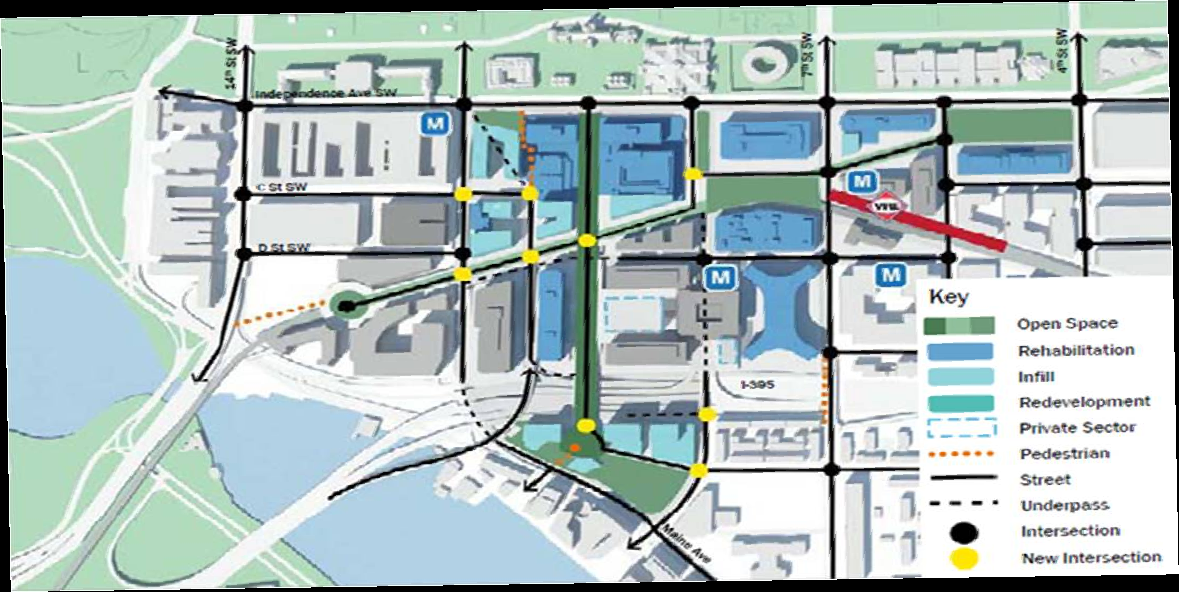 14th St SW
7th St SW
4th St SW
Independence Ave SW
M
C St SW
M
VRE
D St SW
M
M
I-395
Maine Ave
Key
Open Space
Rehabilitation
Infill
Redevelopment
Private Sector
Pedestrian
Street
Underpass
Intersection
New Intersection